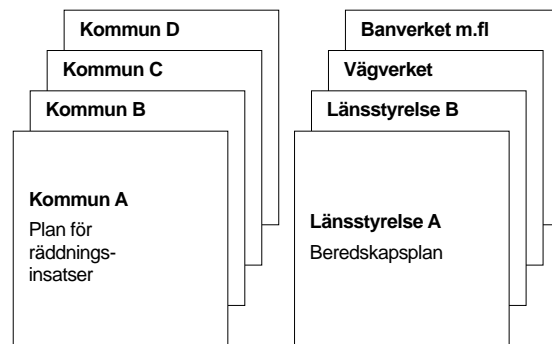 Kommun D
Kommun C
Kommun B
Kommun A
Plan för
räddnings-
insatser
Banverket m.fl
Vägverket
Länsstyrelse B
Länsstyrelse A
Beredskapsplan